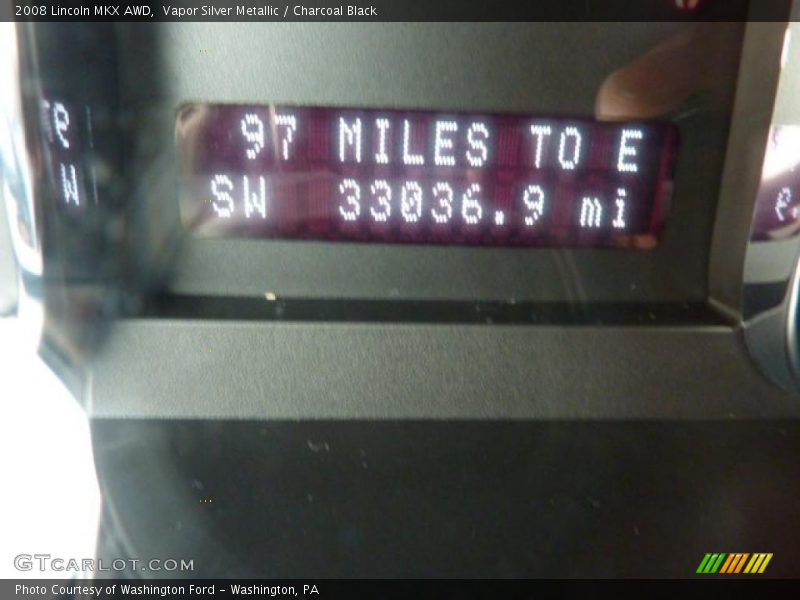 2008 Lincoln MKX AWD,  Vapor Silver Metallic / Charcoal Black
97 MILES TO E
SW 33036.9 mi
GTCARLOT.COM
Photo Courtesy of Washington Ford - Washington, PA